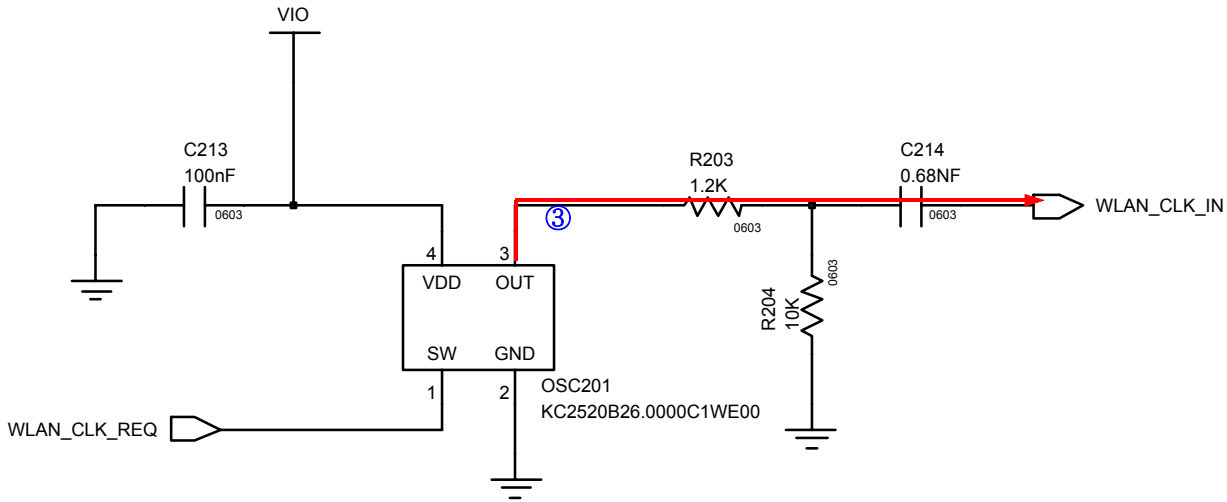 VIO
C213
100nF
0603
R203
1.2K
0603
C214
0.68NF
0603
WLAN_CLK_IN
③
4
3
VDD
OUT
SW
GND
1
2
OSC201
KC2520B26.0000C1WE00
R204
10K
0603
WLAN_CLK_REQ